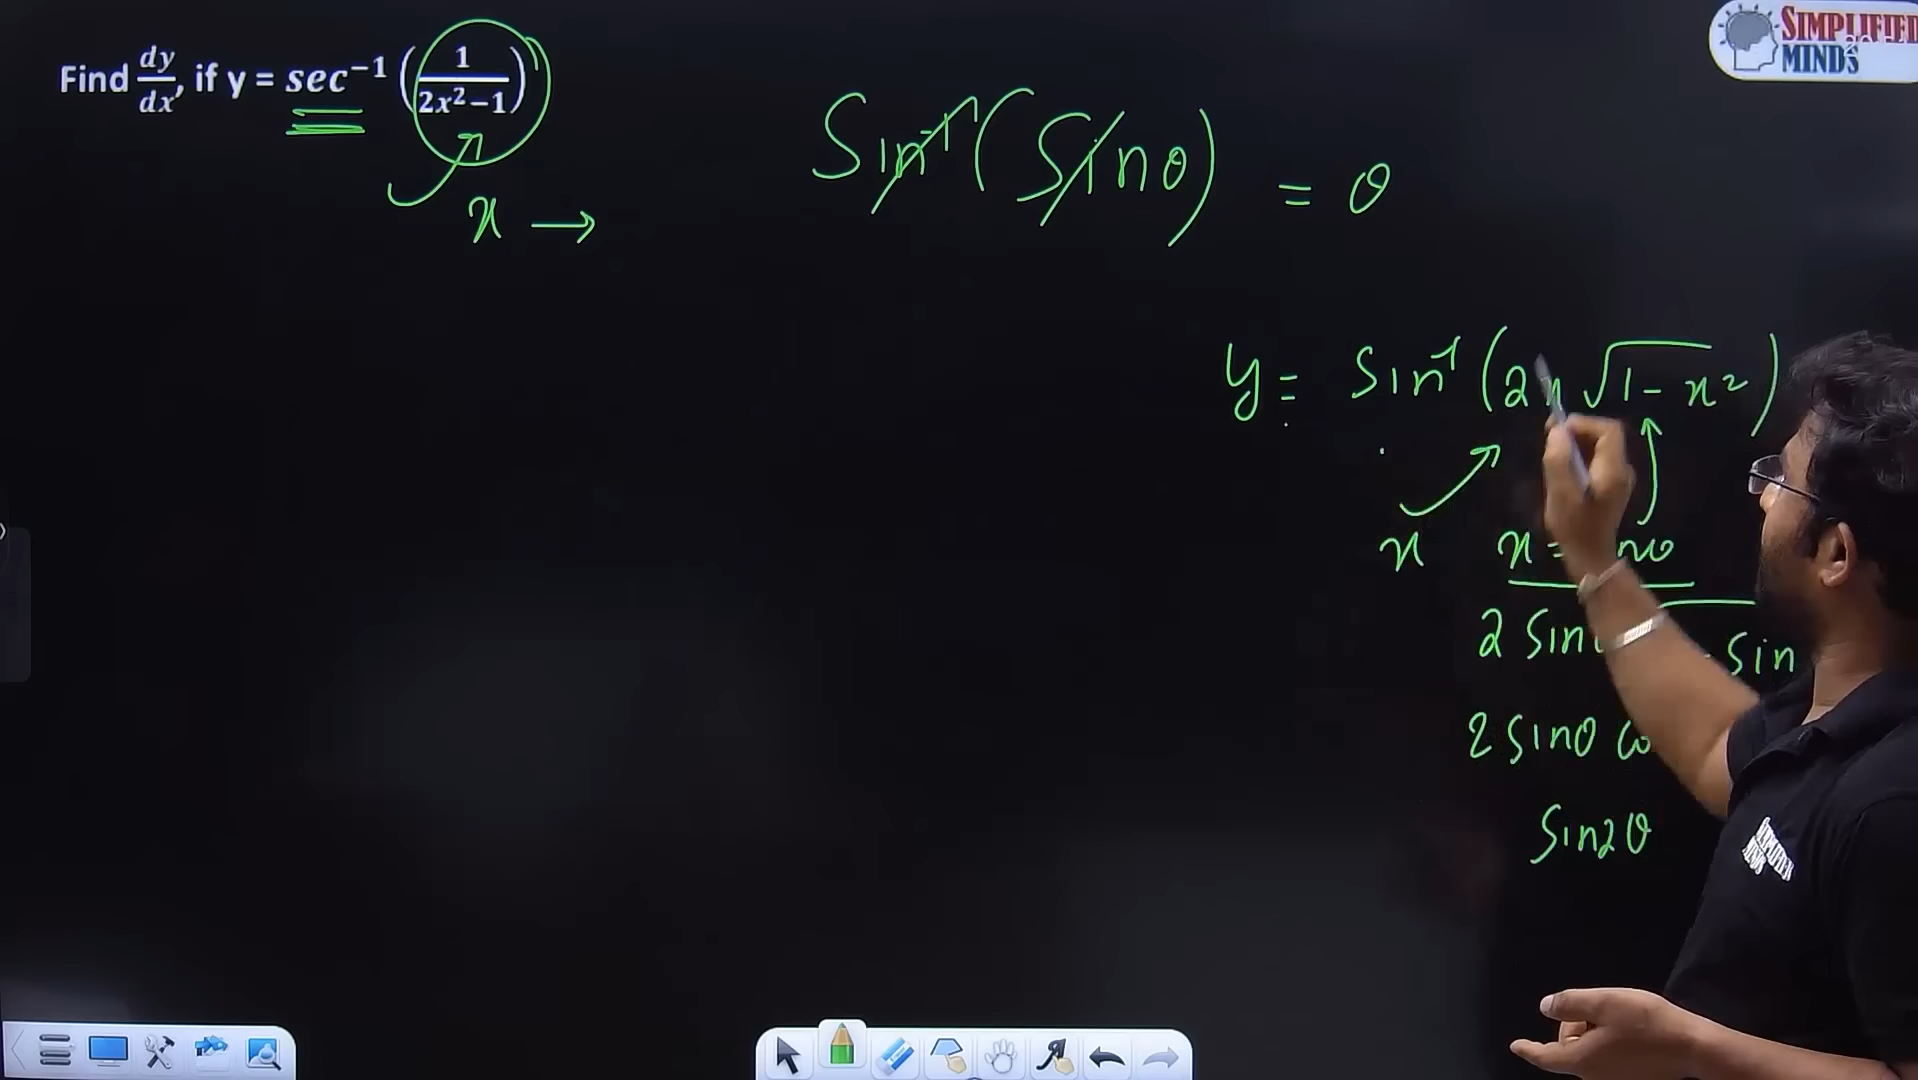 Find dy/dx, if y = sec⁻¹ (1/(2x²−1))
SIMPLIFIED
MINDS
x →
Sin⁻¹(Sinθ) = θ
y = Sin⁻¹(2x √1−x²)
x
x =
2 Sin
Sin
2 Sinθ
Sin2θ